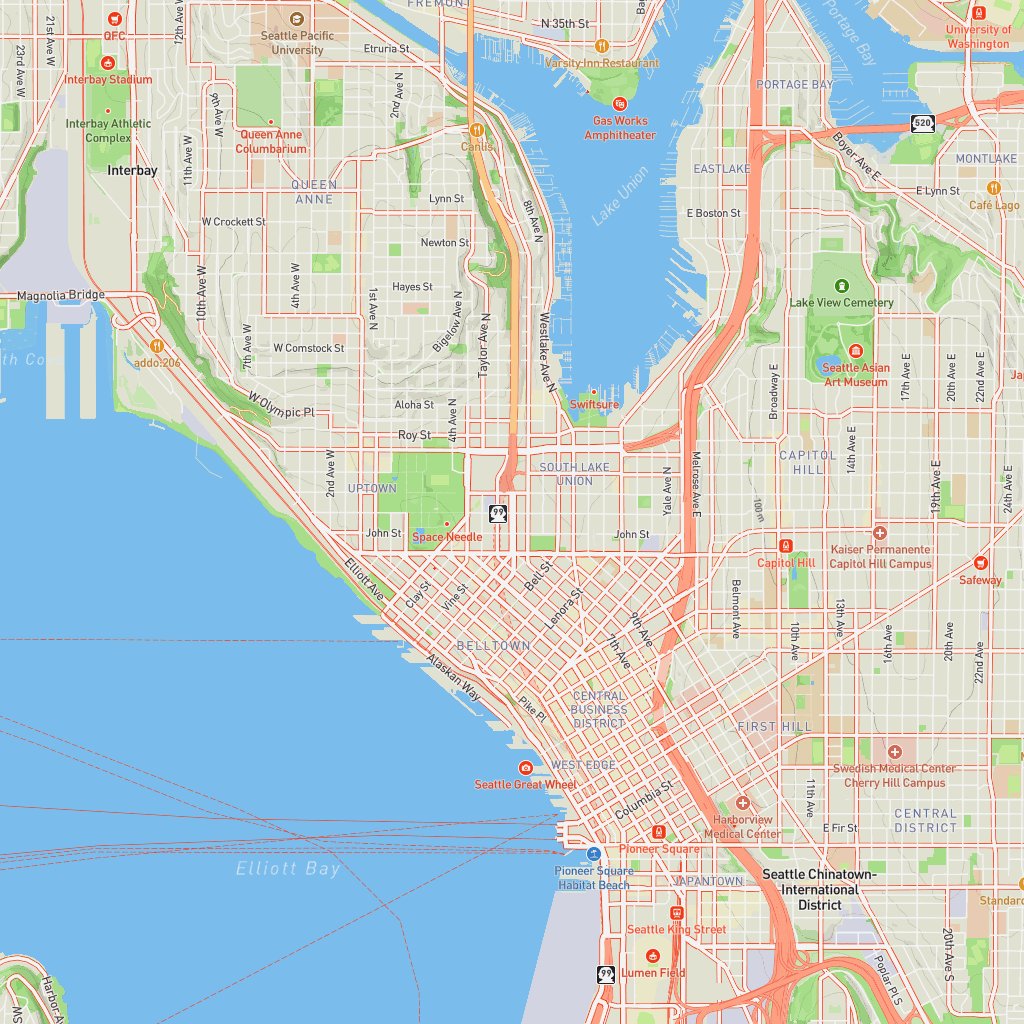 FREMONT
N 35th St
21st Ave W
12th Ave W
QFC
Seattle Pacific
University
Etruria St
University of
Washington
23rd Ave W
Varsity Inn Restaurant
Portage Bay
Interbay Stadium
2nd Ave N
PORTAGE BAY
9th Ave W
Gas Works
Amphitheater
Interbay Athletic
Complex
Queen Anne
Columbarium
520
Canlis
Boyer Ave E
11th Ave W
Interbay
MONTLAKE
EASTLAKE
QUEEN
ANNE
Lake Union
E Lynn St
Lynn St
Café Lago
W Crockett St
8th Ave N
E Boston St
Newton St
4th Ave W
10th Ave W
Hayes St
Lake View Cemetery
Magnolia Bridge
1st Ave N
Bigelow Ave N
Taylor Ave N
Westlake Ave N
7th Ave W
W Comstock St
addo:206
Seattle Asian
Art Museum
17th Ave E
20th Ave E
22nd Ave E
Broadway E
W Olympic Pl
Aloha St
4th Ave N
Swiftsure
Roy St
14th Ave E
CAPITOL
HILL
SOUTH LAKE
UNION
2nd Ave W
UPTOWN
Yale Ave N
Melrose Ave E
19th Ave E
24th Ave E
100 m
99
John St
Space Needle
John St
Kaiser Permanente
Capitol Hill Campus
Capitol Hill
Safeway
Elliott Ave
Clay St
Vine St
Bell St
Lenora St
Belmont Ave
9th Ave
7th Ave
10th Ave
13th Ave
16th Ave
20th Ave
22nd Ave
BELLTOWN
Alaskan Way
Pike Pl
CENTRAL
BUSINESS
DISTRICT
FIRST HILL
WEST EDGE
Seattle Great Wheel
Swedish Medical Center
Cherry Hill Campus
Columbia St
11th Ave
Harborview
Medical Center
E Fir St
CENTRAL
DISTRICT
Pioneer Square
Elliott Bay
Pioneer Square
Habitat Beach
JAPANTOWN
Seattle Chinatown-
International
District
Standard
Seattle King Street
20th Ave S
99
Lumen Field
Poplar Pl S